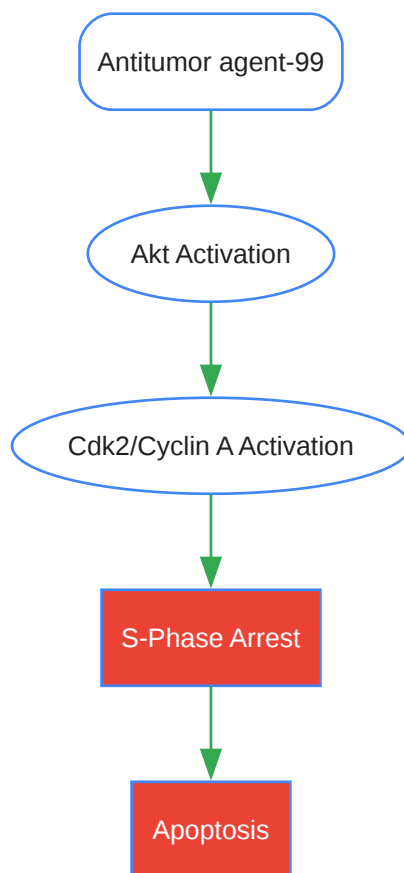 Antitumor agent-99
Akt Activation
Cdk2/Cyclin A Activation
S-Phase Arrest
Apoptosis